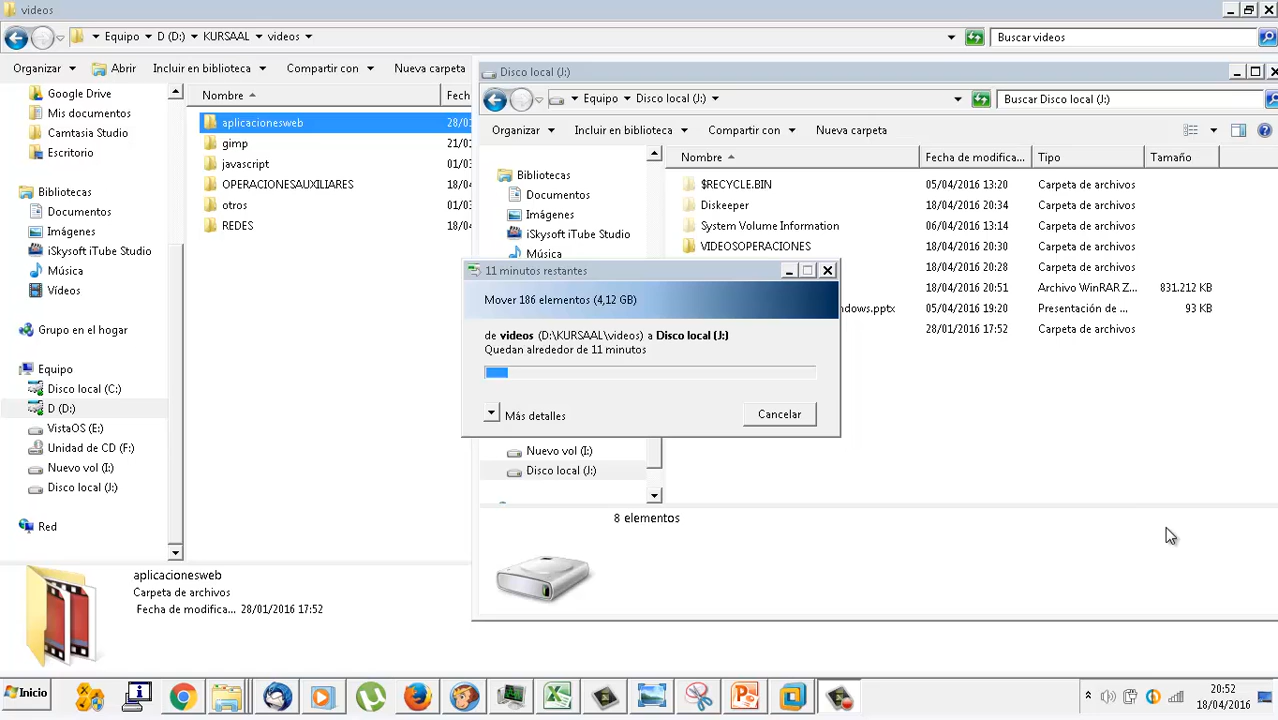 videos
Equipo D (D:) KURSAAL videos
Buscar videos
Organizar Abrir Incluir en biblioteca Compartir con Nueva carpeta
Google Drive
Mis documentos
Camtasia Studio
Escritorio
Bibliotecas
Documentos
Imágenes
iSkysoft iTube Studio
Música
Vídeos
Grupo en el hogar
Equipo
Disco local (C:)
D (D:)
VistaOS (E:)
Unidad de CD (F:)
Nuevo vol (I:)
Disco local (J:)
Red
Nombre Fech
aplicacionesweb 28/01
gimp 21/01
javascript 01/03
OPERACIONESAUXILIARES 18/04
otros 01/03
REDES 18/04
aplicacionesweb
Carpeta de archivos
Fecha de modifica... 28/01/2016 17:52
Disco local (J:)
Equipo Disco local (J:)
Buscar Disco local (J:)
Organizar Incluir en biblioteca Compartir con Nueva carpeta
Bibliotecas
Documentos
Imágenes
iSkysoft iTube Studio
Música
Nuevo vol (I:)
Disco local (J:)
Nombre Fecha de modifica... Tipo Tamaño
$RECYCLE.BIN 05/04/2016 13:20 Carpeta de archivos
Diskeeper 18/04/2016 20:34 Carpeta de archivos
System Volume Information 06/04/2016 13:14 Carpeta de archivos
VIDEOSOPERACIONES 18/04/2016 20:30 Carpeta de archivos
18/04/2016 20:28 Carpeta de archivos
18/04/2016 20:51 Archivo WinRAR Z... 831.212 KB
ndows.pptx 05/04/2016 19:20 Presentación de ... 93 KB
28/01/2016 17:52 Carpeta de archivos
8 elementos
11 minutos restantes
Mover 186 elementos (4,12 GB)
de videos (D:\KURSAAL\videos) a Disco local (J:)
Quedan alrededor de 11 minutos
Más detalles
Cancelar
Inicio
20:52
18/04/2016